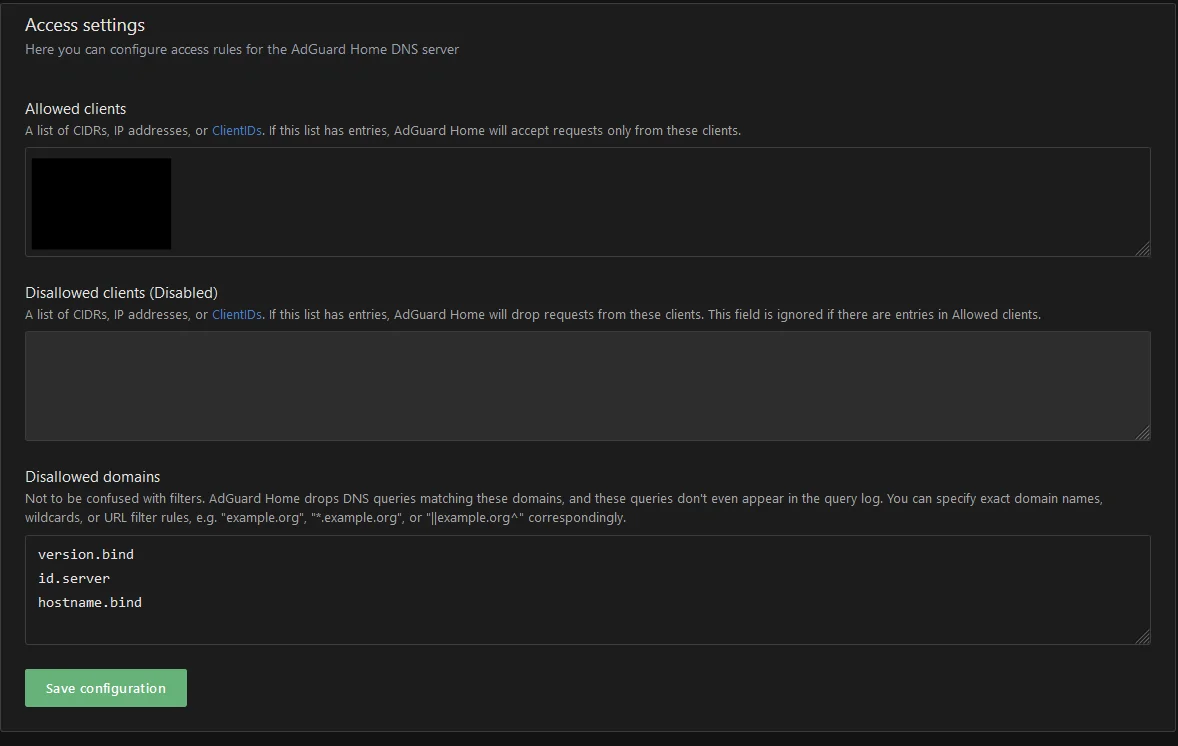 Access settings
Here you can configure access rules for the AdGuard Home DNS server
Allowed clients
A list of CIDRs, IP addresses, or ClientIDs. If this list has entries, AdGuard Home will accept requests only from these clients.
Disallowed clients (Disabled)
A list of CIDRs, IP addresses, or ClientIDs. If this list has entries, AdGuard Home will drop requests from these clients. This field is ignored if there are entries in Allowed clients.
Disallowed domains
Not to be confused with filters. AdGuard Home drops DNS queries matching these domains, and these queries don't even appear in the query log. You can specify exact domain names,
wildcards, or URL filter rules, e.g. "example.org", "*.example.org", or "||example.org^" correspondingly.
version.bind
id.server
hostname.bind
Save configuration